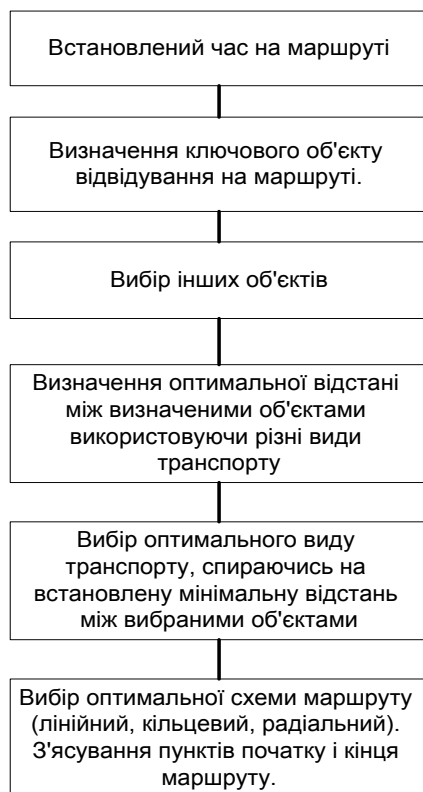 Встановлений час на маршруті
Визначення ключового об'єкту
відвідування на маршруті.
Вибір інших об'єктів
Визначення оптимальної відстані
між визначеними об'єктами
використовуючи різні види
транспорту
Вибір оптимального виду
транспорту, спираючись на
встановлену мінімальну відстань
між вибраними об'єктами
Вибір оптимальної схеми маршруту
(лінійний, кільцевий, радіальний).
З'ясування пунктів початку і кінця
маршруту.